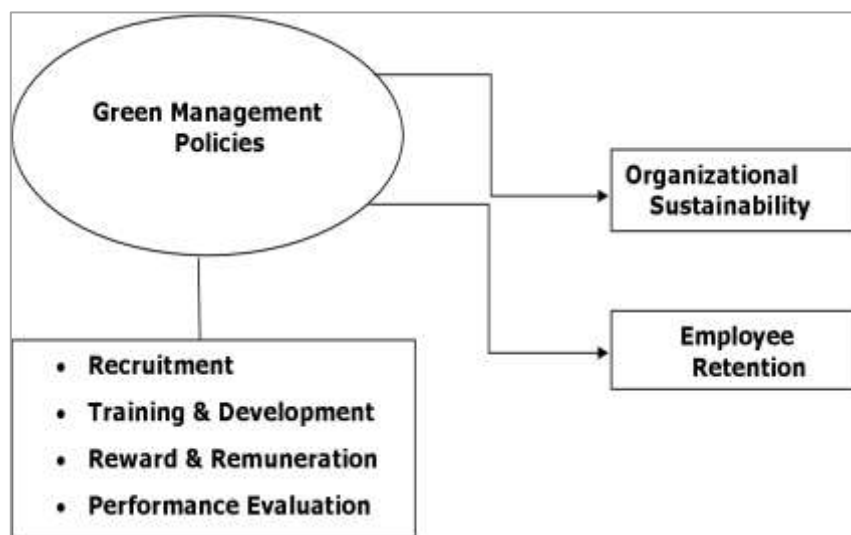 Green Management
Policies
Organizational
Sustainability
Employee
Retention
• Recruitment
• Training & Development
• Reward & Remuneration
• Performance Evaluation